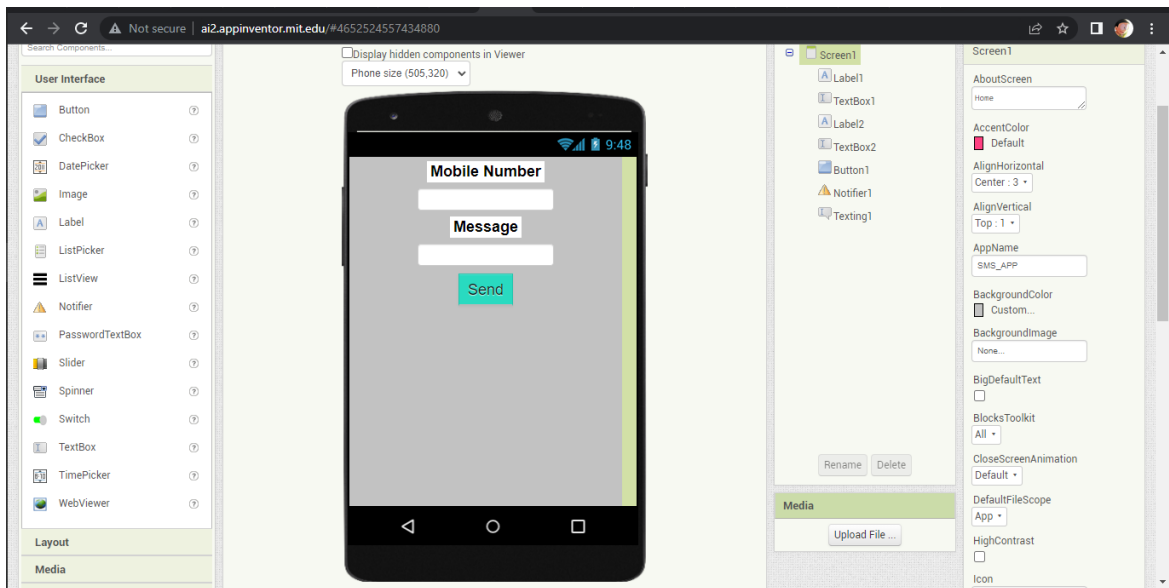 Not secure | ai2.appinventor.mit.edu/#4652524557434880
Search Components...
User Interface
Button
CheckBox
DatePicker
Image
Label
ListPicker
ListView
Notifier
PasswordTextBox
Slider
Spinner
Switch
TextBox
TimePicker
WebViewer
Layout
Media
Display hidden components in Viewer
Phone size (505,320)
9:48
Mobile Number
Message
Send
Screen1
Label1
TextBox1
Label2
TextBox2
Button1
Notifier1
Texting1
Rename Delete
Media
Upload File ...
Screen1
AboutScreen
Home
AccentColor
Default
AlignHorizontal
Center : 3
AlignVertical
Top : 1
AppName
SMS_APP
BackgroundColor
Custom...
BackgroundImage
None...
BigDefaultText
BlocksToolkit
All
CloseScreenAnimation
Default
DefaultFileScope
App
HighContrast
Icon